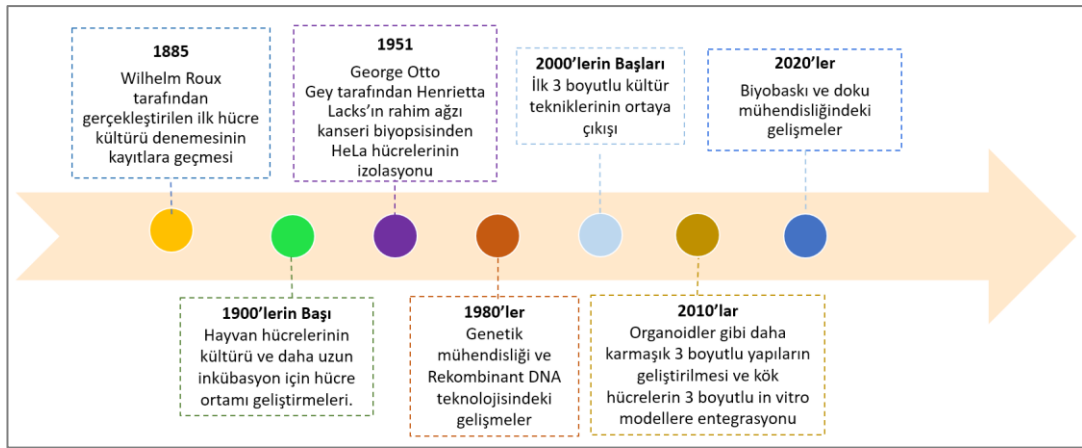 1885
Wilhelm Roux
tarafından
gerçekleştirilen ilk hücre
kültürü denemesinin
kayıtlara geçmesi
1951
George Otto
Gey tarafından Henrietta
Lacks’ın rahim ağzı
kanseri biyopsisinden
HeLa hücrelerinin
izolasyonu
2000’lerin Başları
İlk 3 boyutlu kültür
tekniklerinin ortaya
çıkışı
2020’ler
Biyobaskı ve doku
mühendisliğindeki
gelişmeler
1900’lerin Başı
Hayvan hücrelerinin
kültürü ve daha uzun
inkübasyon için hücre
ortamı geliştirmeleri.
1980’ler
Genetik
mühendisliği ve
Rekombinant DNA
teknolojisindeki
gelişmeler
2010’lar
Organoidler gibi daha
karmaşık 3 boyutlu yapıların
geliştirilmesi ve kök
hücrelerin 3 boyutlu in vitro
modellere entegrasyonu